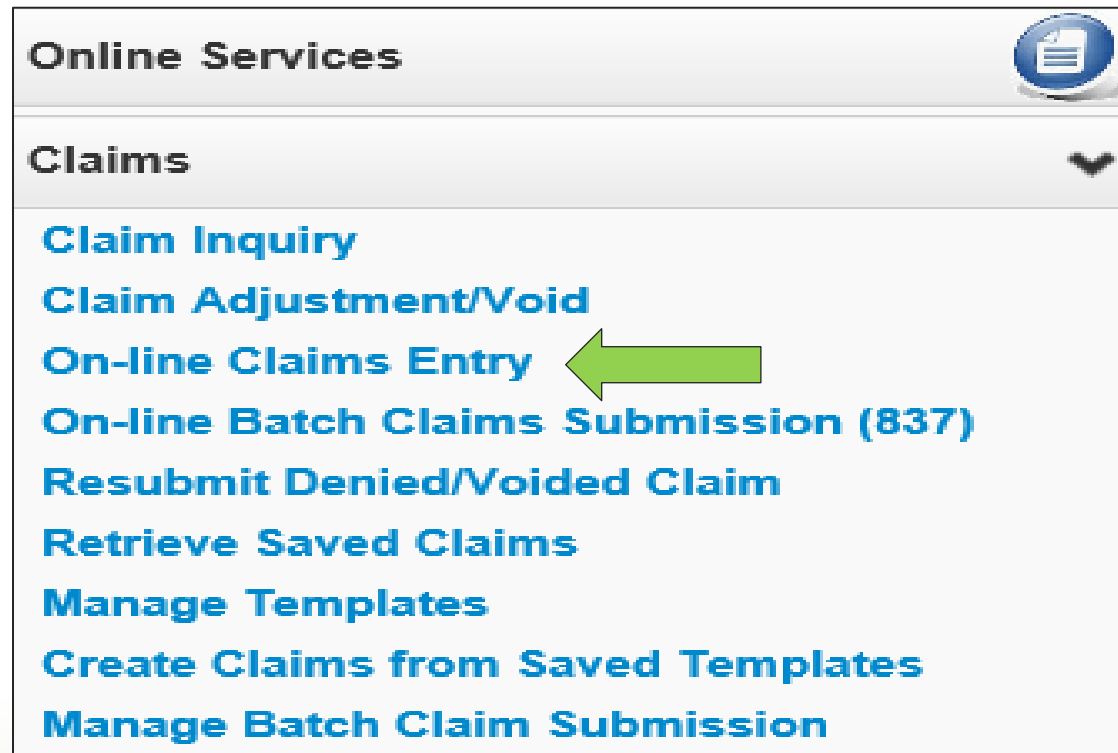 Online Services
Claims
Claim Inquiry
Claim Adjustment/Void
On-line Claims Entry
On-line Batch Claims Submission (837)
Resubmit Denied/Voided Claim
Retrieve Saved Claims
Manage Templates
Create Claims from Saved Templates
Manage Batch Claim Submission